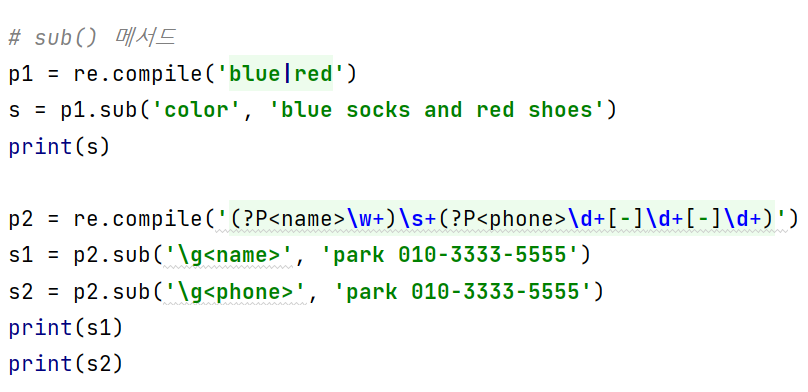 # sub() 메서드
p1 = re.compile('blue|red')
s = p1.sub('color', 'blue socks and red shoes')
print(s)
p2 = re.compile('(?P<name>\w+)\s+(?P<phone>\d+[-]\d+[-]\d+)')
s1 = p2.sub('\g<name>', 'park 010-3333-5555')
s2 = p2.sub('\g<phone>', 'park 010-3333-5555')
print(s1)
print(s2)